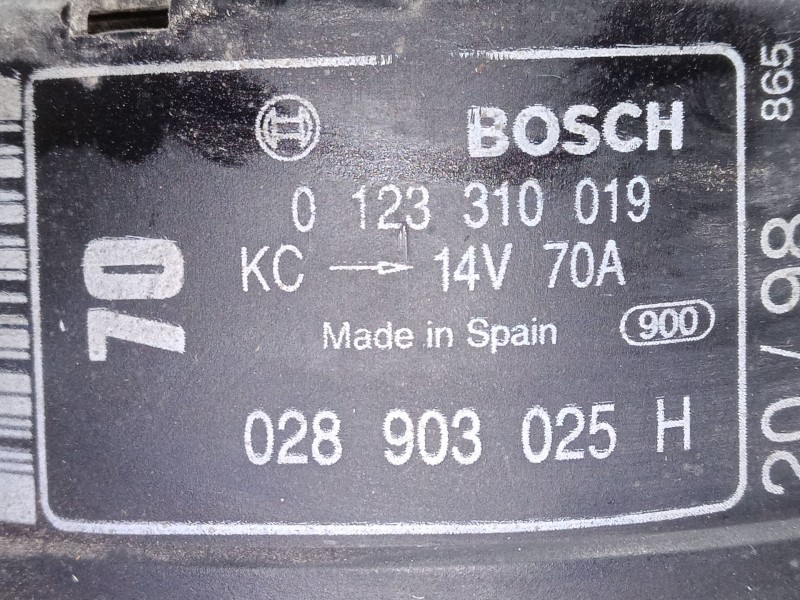 BOSCH
0 123 310 019
KC → 14V 70A
70
Made in Spain 900
028 903 025 H
865
20/98